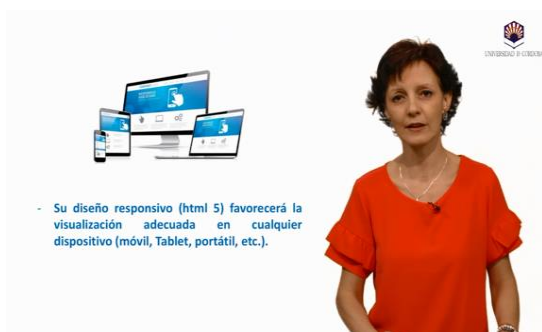 UNIVERSIDAD D CORDOBA
- Su diseño responsivo (html 5) favorecerá la
visualización adecuada en cualquier
dispositivo (móvil, Tablet, portátil, etc.).